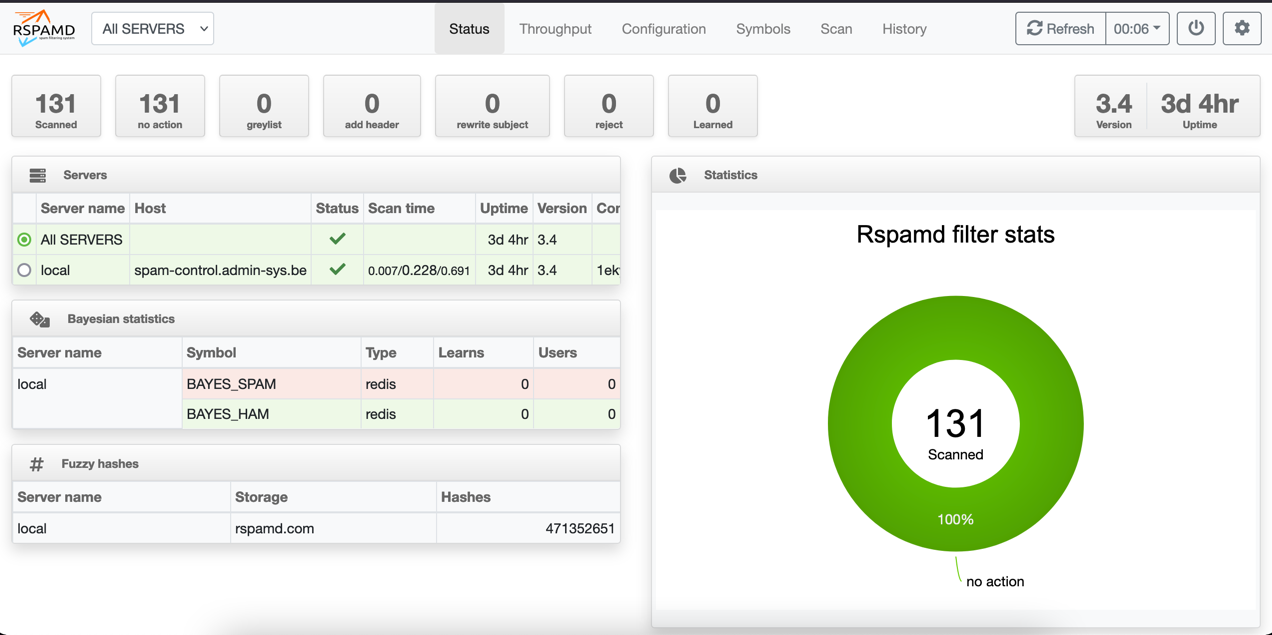 RSPAMD
spam filtering system
All SERVERS
Status
Throughput
Configuration
Symbols
Scan
History
Refresh
00:06
131
Scanned
131
no action
0
greylist
0
add header
0
rewrite subject
0
reject
0
Learned
3.4
Version
3d 4hr
Uptime
Servers
Server name Host Status Scan time Uptime Version Cor
All SERVERS 3d 4hr 3.4
local spam-control.admin-sys.be 0.007/0.228/0.691 3d 4hr 3.4 1ek
Bayesian statistics
Server name Symbol Type Learns Users
local BAYES_SPAM redis 0 0
BAYES_HAM redis 0 0
# Fuzzy hashes
Server name Storage Hashes
local rspamd.com 471352651
Statistics
Rspamd filter stats
131
Scanned
100%
no action